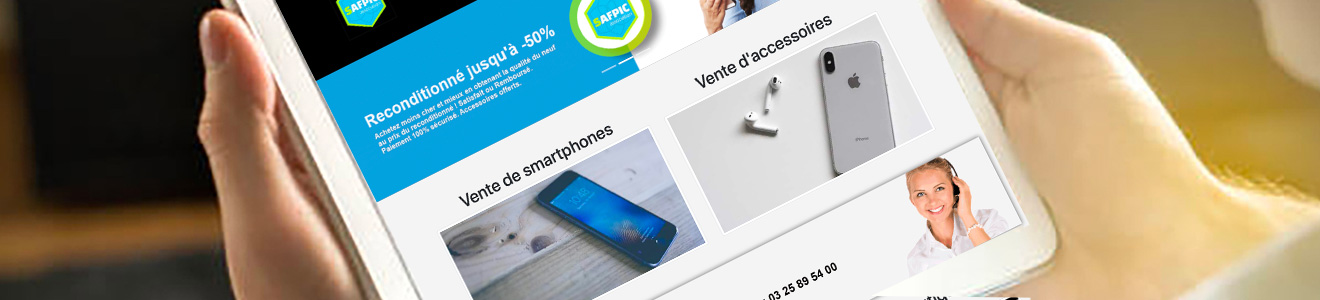 SAFPIC
SAFPIC
Reconditionné jusqu'à -50%
Achetez moins cher et mieux en obtenant la qualité du neuf
au prix du reconditionné ! Satisfait ou Remboursé.
Paiement 100% sécurisé. Accessoires offerts.
Vente d'accessoires
iPhone
Vente de smartphones
03 25 89 54 00